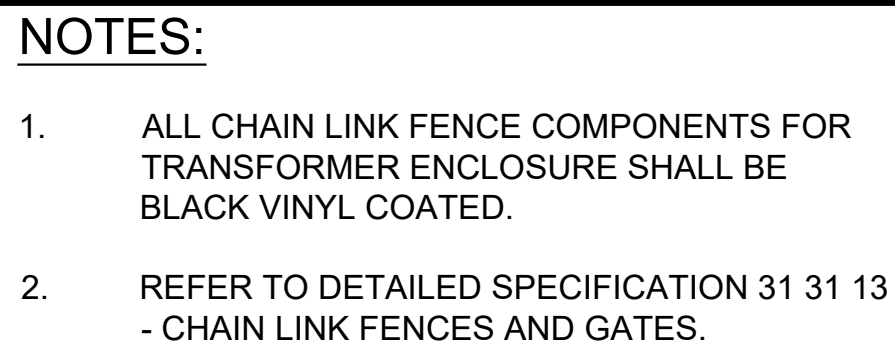 NOTES:
1. ALL CHAIN LINK FENCE COMPONENTS FOR
TRANSFORMER ENCLOSURE SHALL BE
BLACK VINYL COATED.
2. REFER TO DETAILED SPECIFICATION 31 31 13
- CHAIN LINK FENCES AND GATES.